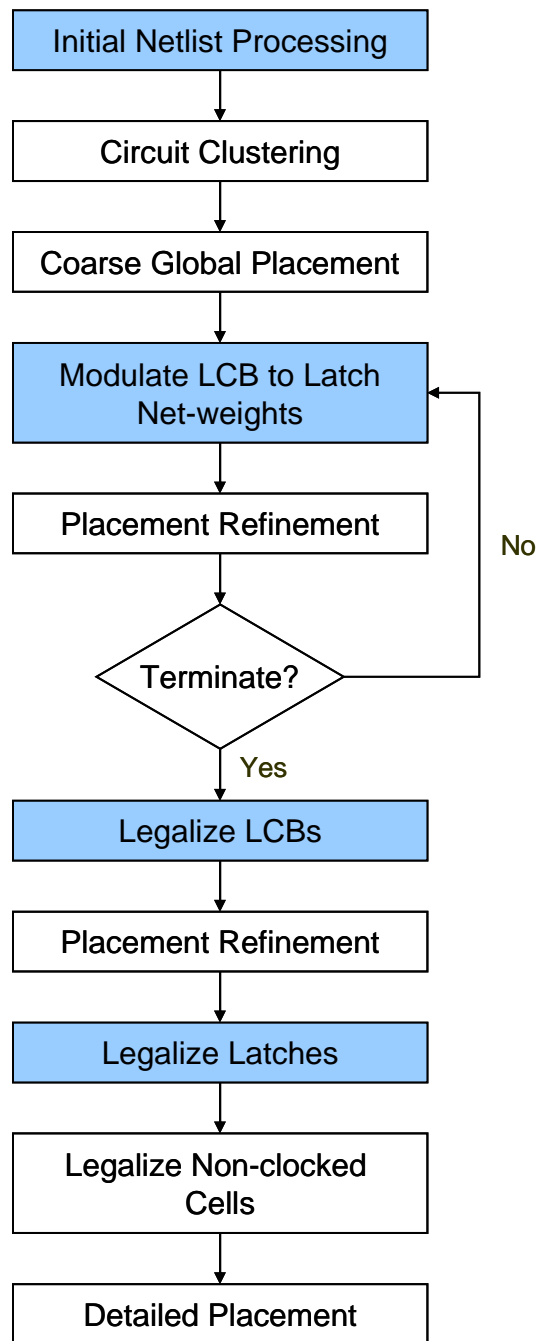 Initial Netlist Processing
Circuit Clustering
Coarse Global Placement
Modulate LCB to Latch
Net-weights
Placement Refinement
No
Terminate?
Yes
Legalize LCBs
Placement Refinement
Legalize Latches
Legalize Non-clocked
Cells
Detailed Placement